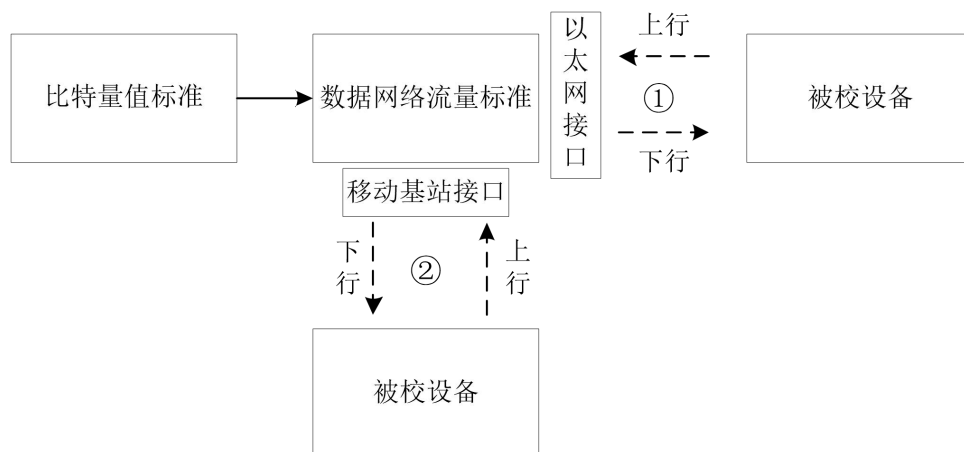 比特量值标准
数据网络流量标准
以太网接口
上行
①
下行
被校设备
移动基站接口
下行
②
上行
被校设备